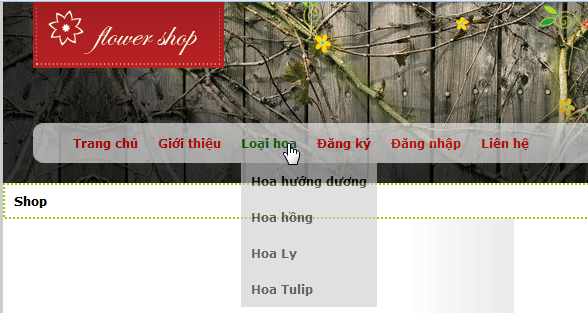 flower shop
Trang chủ Giới thiệu Loại hoa Đăng ký Đăng nhập Liên hệ
Hoa hướng dương
Shop
Hoa hồng
Hoa Ly
Hoa Tulip